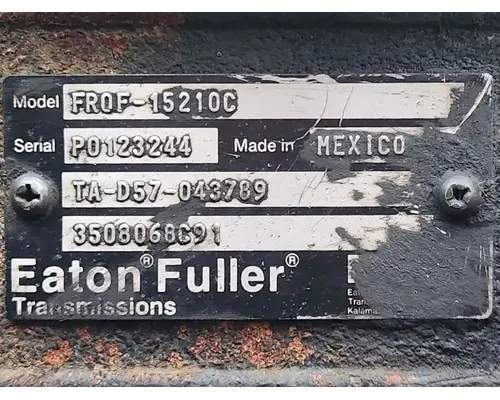 Model FROF-15210C
Serial P0123244 Made in MEXICO
TA-D57-043789
3508068C91
Eaton® Fuller®
Transmissions